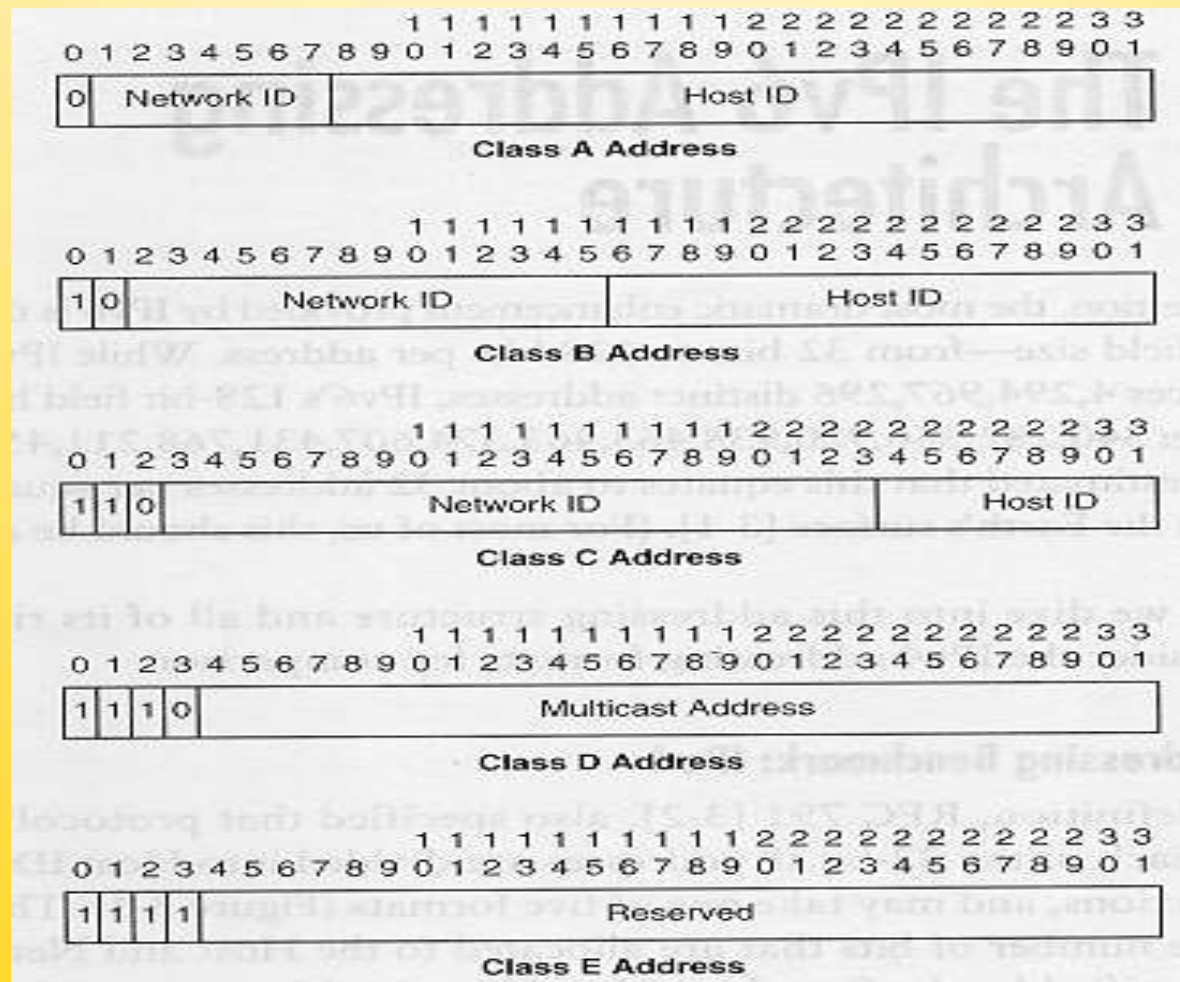 1 1 1 1 1 1 1 1 1 1 2 2 2 2 2 2 2 2 2 2 3 3
0 1 2 3 4 5 6 7 8 9 0 1 2 3 4 5 6 7 8 9 0 1 2 3 4 5 6 7 8 9 0 1
0 Network ID Host ID
Class A Address
1 1 1 1 1 1 1 1 1 1 2 2 2 2 2 2 2 2 2 2 3 3
0 1 2 3 4 5 6 7 8 9 0 1 2 3 4 5 6 7 8 9 0 1 2 3 4 5 6 7 8 9 0 1
1 0 Network ID Host ID
Class B Address
1 1 1 1 1 1 1 1 1 1 2 2 2 2 2 2 2 2 2 2 3 3
0 1 2 3 4 5 6 7 8 9 0 1 2 3 4 5 6 7 8 9 0 1 2 3 4 5 6 7 8 9 0 1
1 1 0 Network ID Host ID
Class C Address
1 1 1 1 1 1 1 1 1 1 2 2 2 2 2 2 2 2 2 2 3 3
0 1 2 3 4 5 6 7 8 9 0 1 2 3 4 5 6 7 8 9 0 1 2 3 4 5 6 7 8 9 0 1
1 1 1 0 Multicast Address
Class D Address
1 1 1 1 1 1 1 1 1 1 2 2 2 2 2 2 2 2 2 2 3 3
0 1 2 3 4 5 6 7 8 9 0 1 2 3 4 5 6 7 8 9 0 1 2 3 4 5 6 7 8 9 0 1
1 1 1 1 Reserved
Class E Address